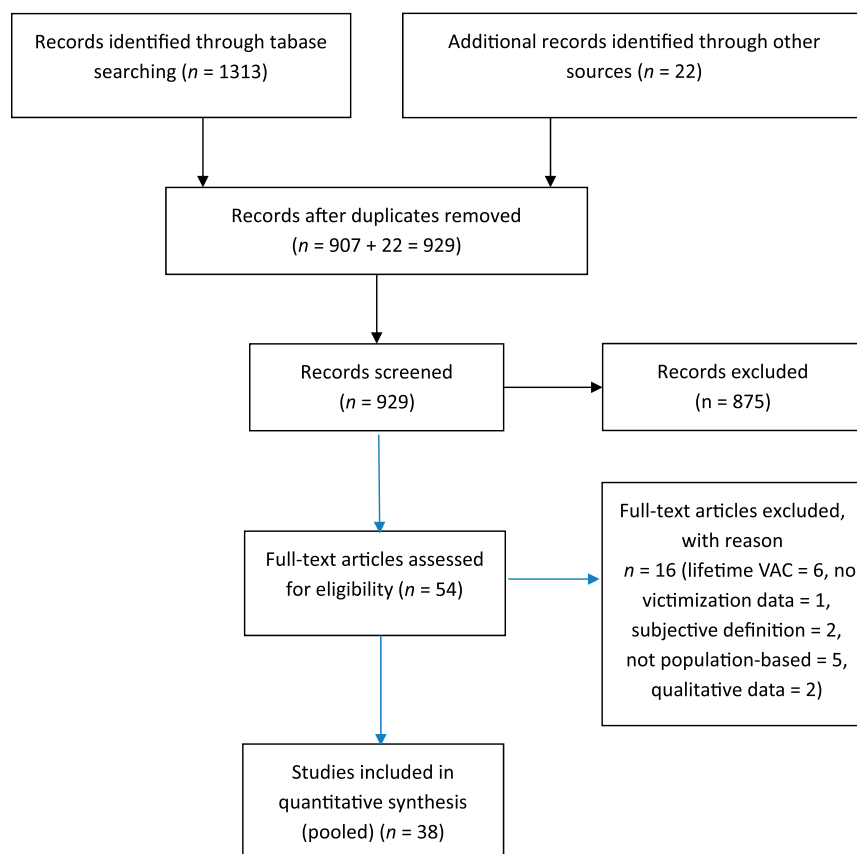 Records identified through tabase
searching (n = 1313)
Additional records identified through other
sources (n = 22)
Records after duplicates removed
(n = 907 + 22 = 929)
Records screened
(n = 929)
Records excluded
(n = 875)
Full-text articles assessed
for eligibility (n = 54)
Full-text articles excluded,
with reason
n = 16 (lifetime VAC = 6, no
victimization data = 1,
subjective definition = 2,
not population-based = 5,
qualitative data = 2)
Studies included in
quantitative synthesis
(pooled) (n = 38)